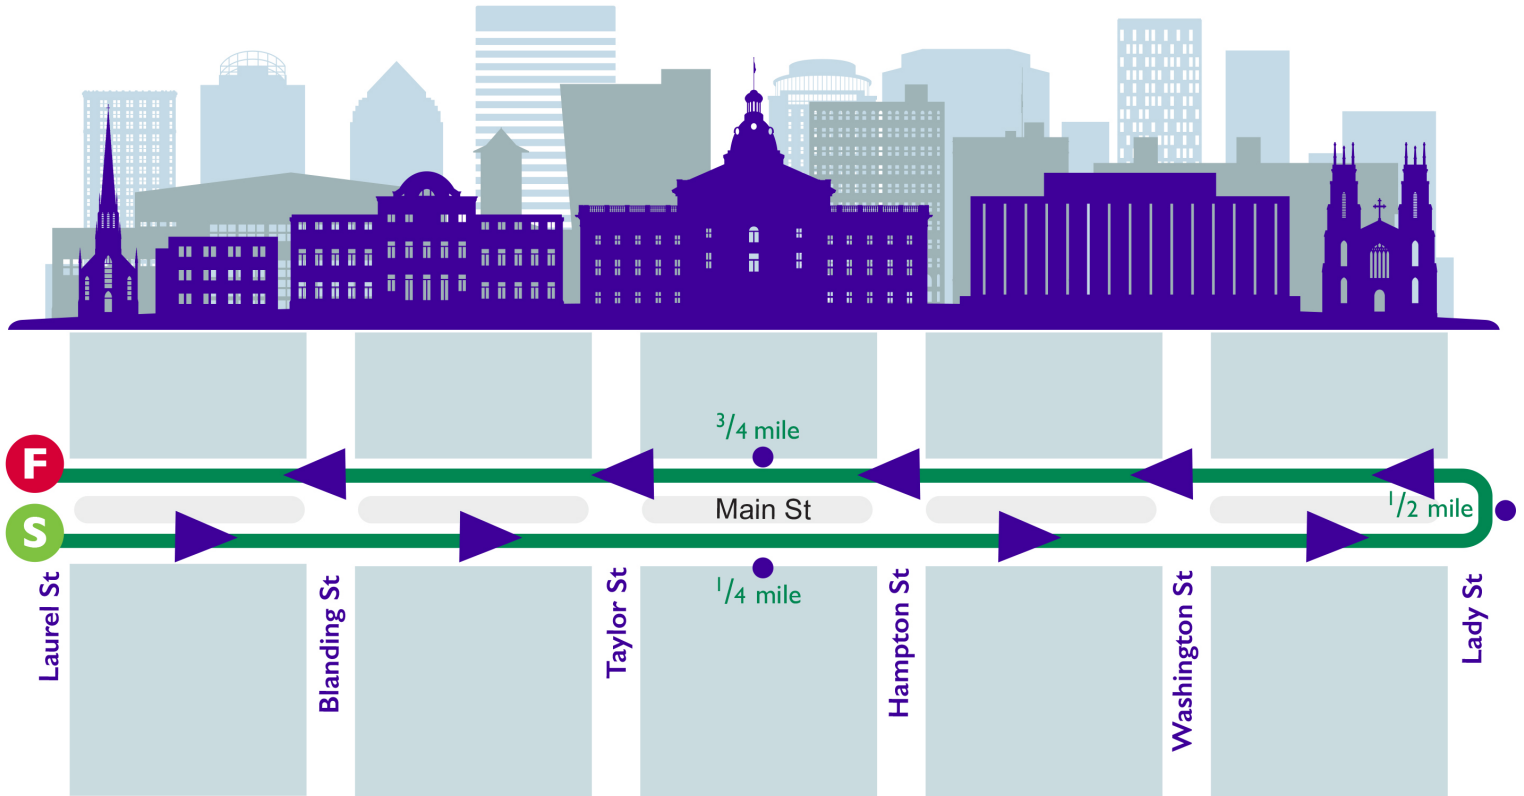 3/4 mile
F
Main St
1/2 mile
S
1/4 mile
Laurel St
Blanding St
Taylor St
Hampton St
Washington St
Lady St